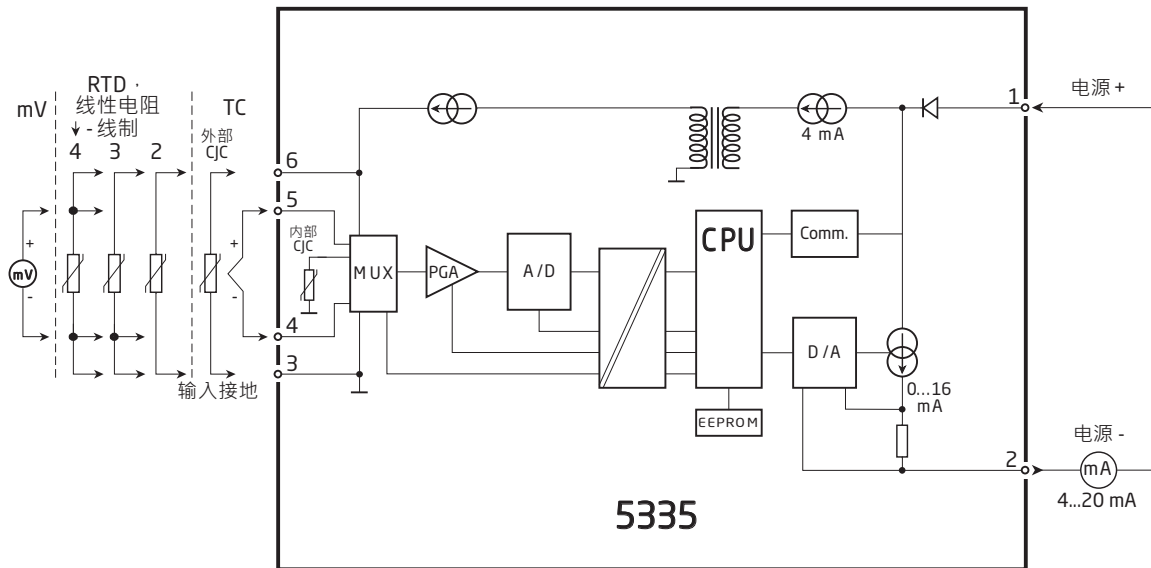 mV
RTD ,
线性电阻
- 线制
4 3 2
TC
外部
CJC
6
5
4
3
输入接地
+
-
mV
+
-
内部
CJC
MUX
PGA
A/D
CPU
Comm.
D/A
EEPROM
4 mA
0...16
mA
1
电源 +
2
电源 -
mA
4...20 mA
5335